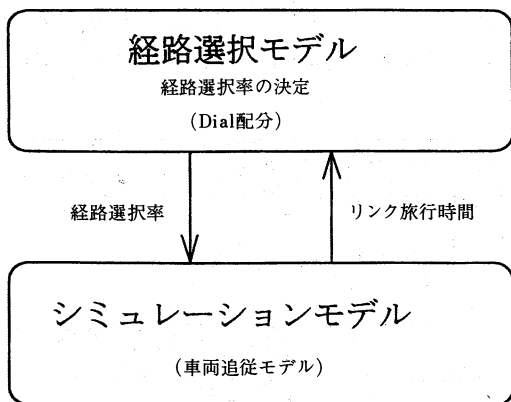 経路選択モデル
経路選択率の決定
(Dial配分)
経路選択率
リンク旅行時間
シミュレーションモデル
(車両追従モデル)